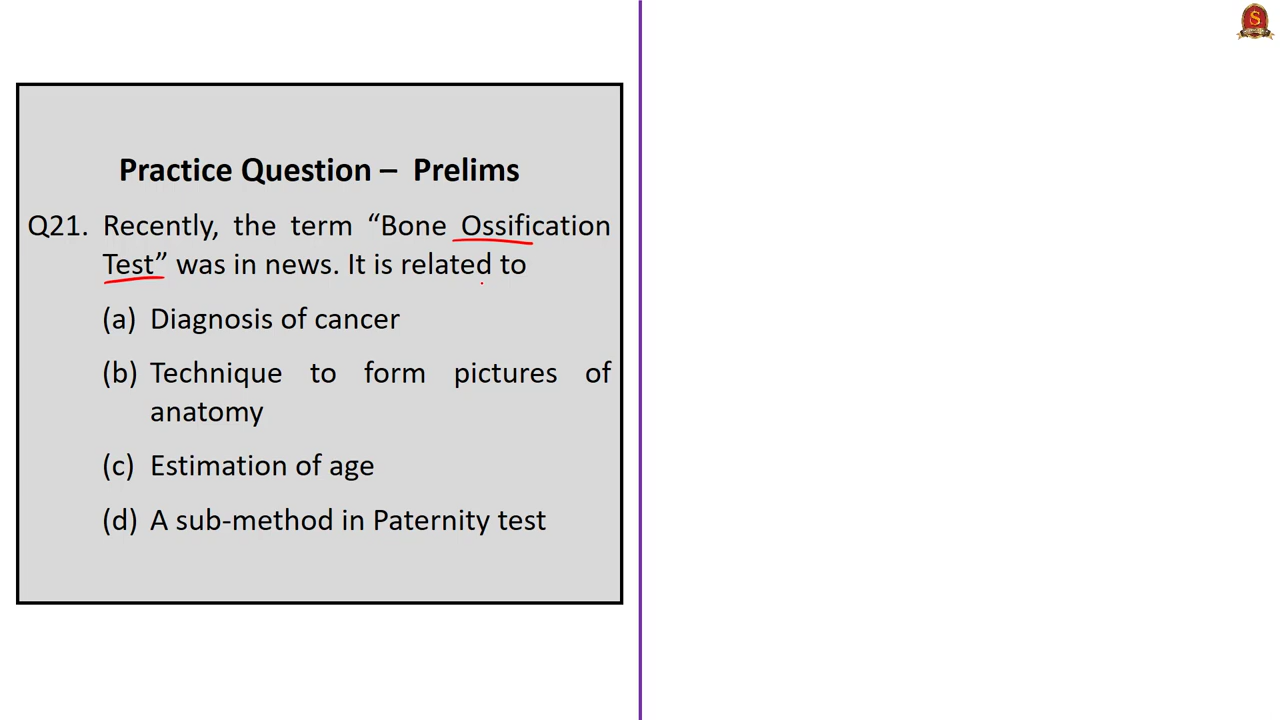 Practice Question – Prelims
Q21. Recently, the term “Bone Ossification
Test” was in news. It is related to
(a) Diagnosis of cancer
(b) Technique to form pictures of
anatomy
(c) Estimation of age
(d) A sub-method in Paternity test
S